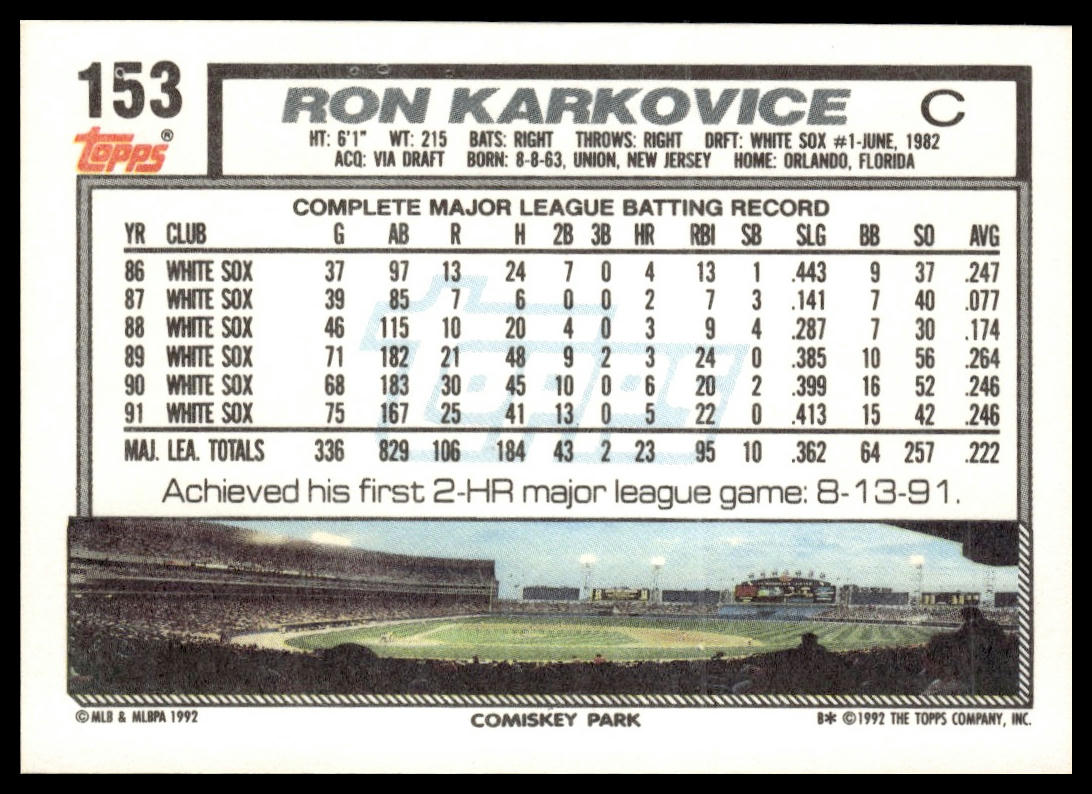 153
topps®
RON KARKOVICE C
HT: 6'1" WT: 215 BATS: RIGHT THROWS: RIGHT DRFT: WHITE SOX #1-JUNE, 1982
ACQ: VIA DRAFT BORN: 8-8-63, UNION, NEW JERSEY HOME: ORLANDO, FLORIDA
COMPLETE MAJOR LEAGUE BATTING RECORD
YR CLUB G AB R H 2B 3B HR RBI SB SLG BB SO AVG
86 WHITE SOX 37 97 13 24 7 0 4 13 1 .443 9 37 .247
87 WHITE SOX 39 85 7 6 0 0 2 7 3 .141 7 40 .077
88 WHITE SOX 46 115 10 20 4 0 3 9 4 .287 7 30 .174
89 WHITE SOX 71 182 21 48 9 2 3 24 0 .385 10 56 .264
90 WHITE SOX 68 183 30 45 10 0 6 20 2 .399 16 52 .246
91 WHITE SOX 75 167 25 41 13 0 5 22 0 .413 15 42 .246
MAJ. LEA. TOTALS 336 829 106 184 43 2 23 95 10 .362 64 257 .222
topps
Achieved his first 2-HR major league game: 8-13-91.
© MLB & MLBPA 1992
COMISKEY PARK
B* © 1992 THE TOPPS COMPANY, INC.